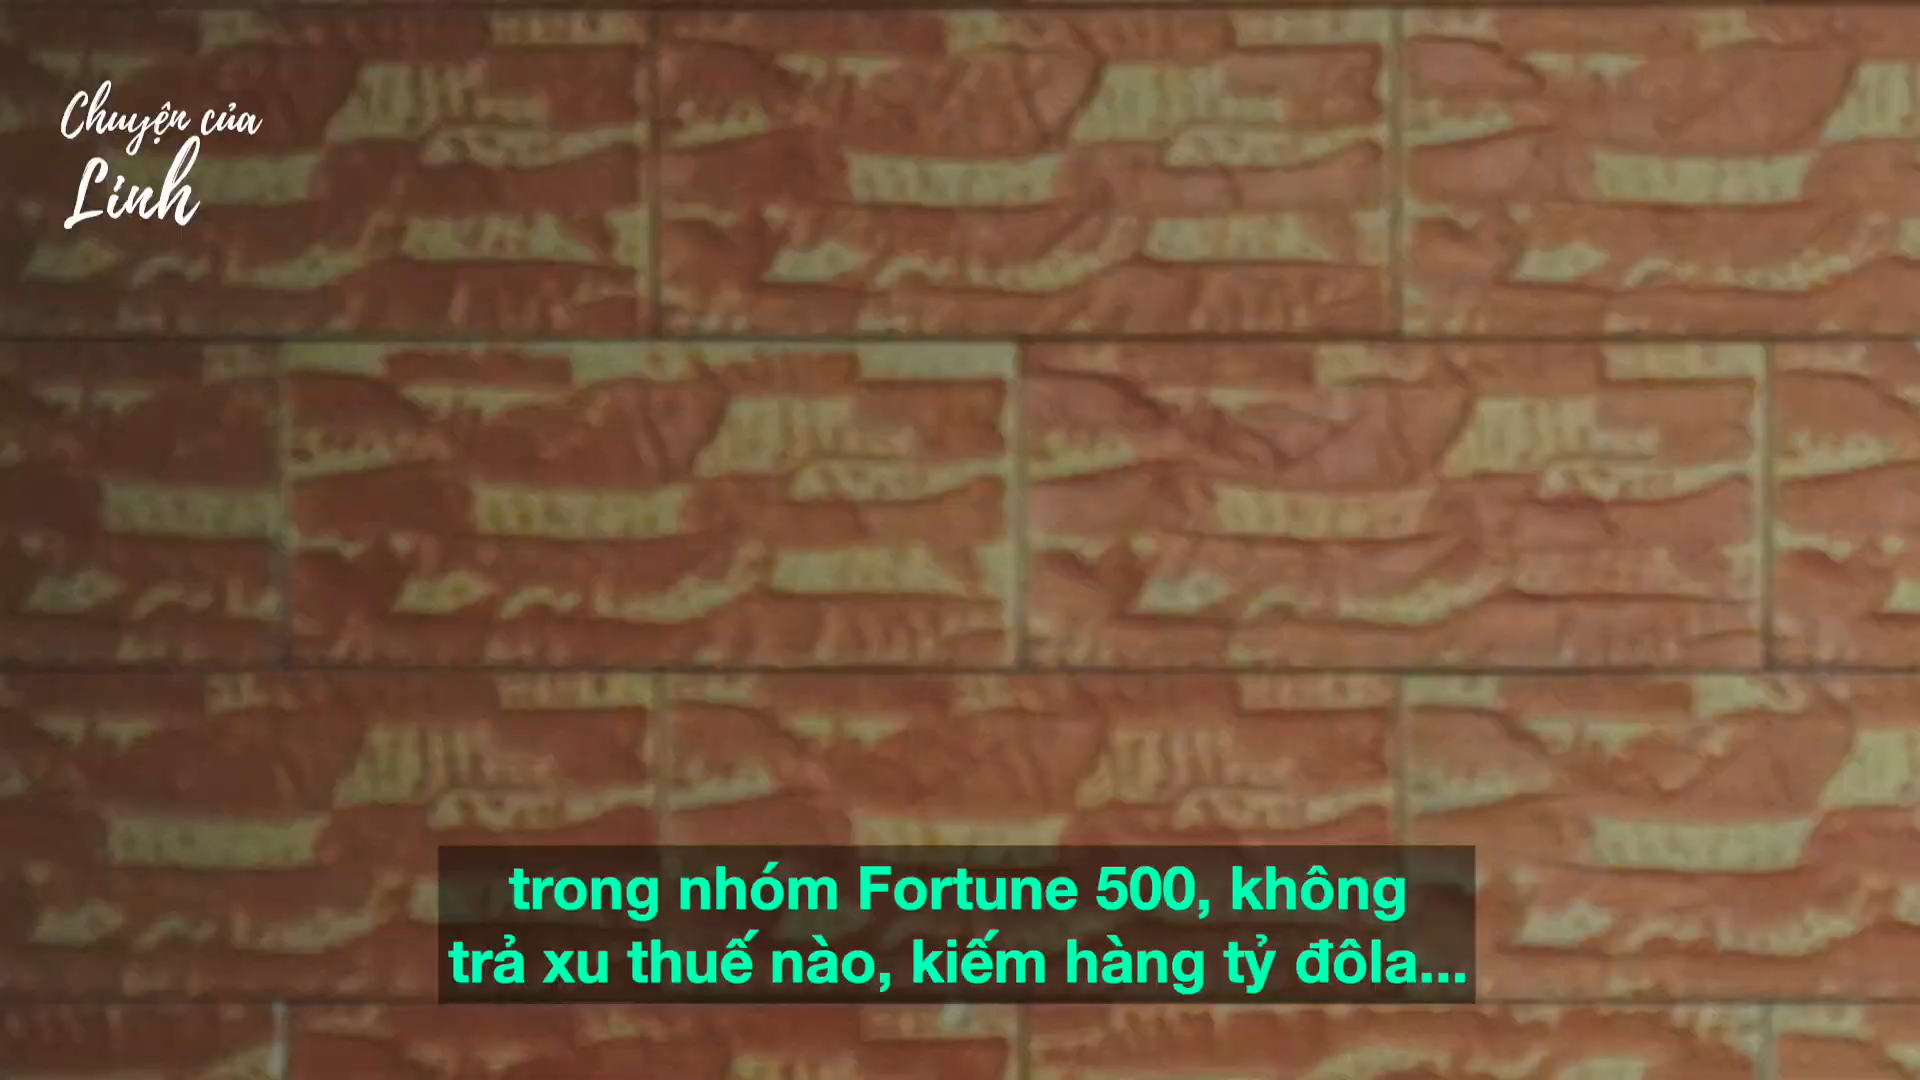 Chuyện của
Linh
trong nhóm Fortune 500, không
trả xu thuế nào, kiếm hàng tỷ đôla...